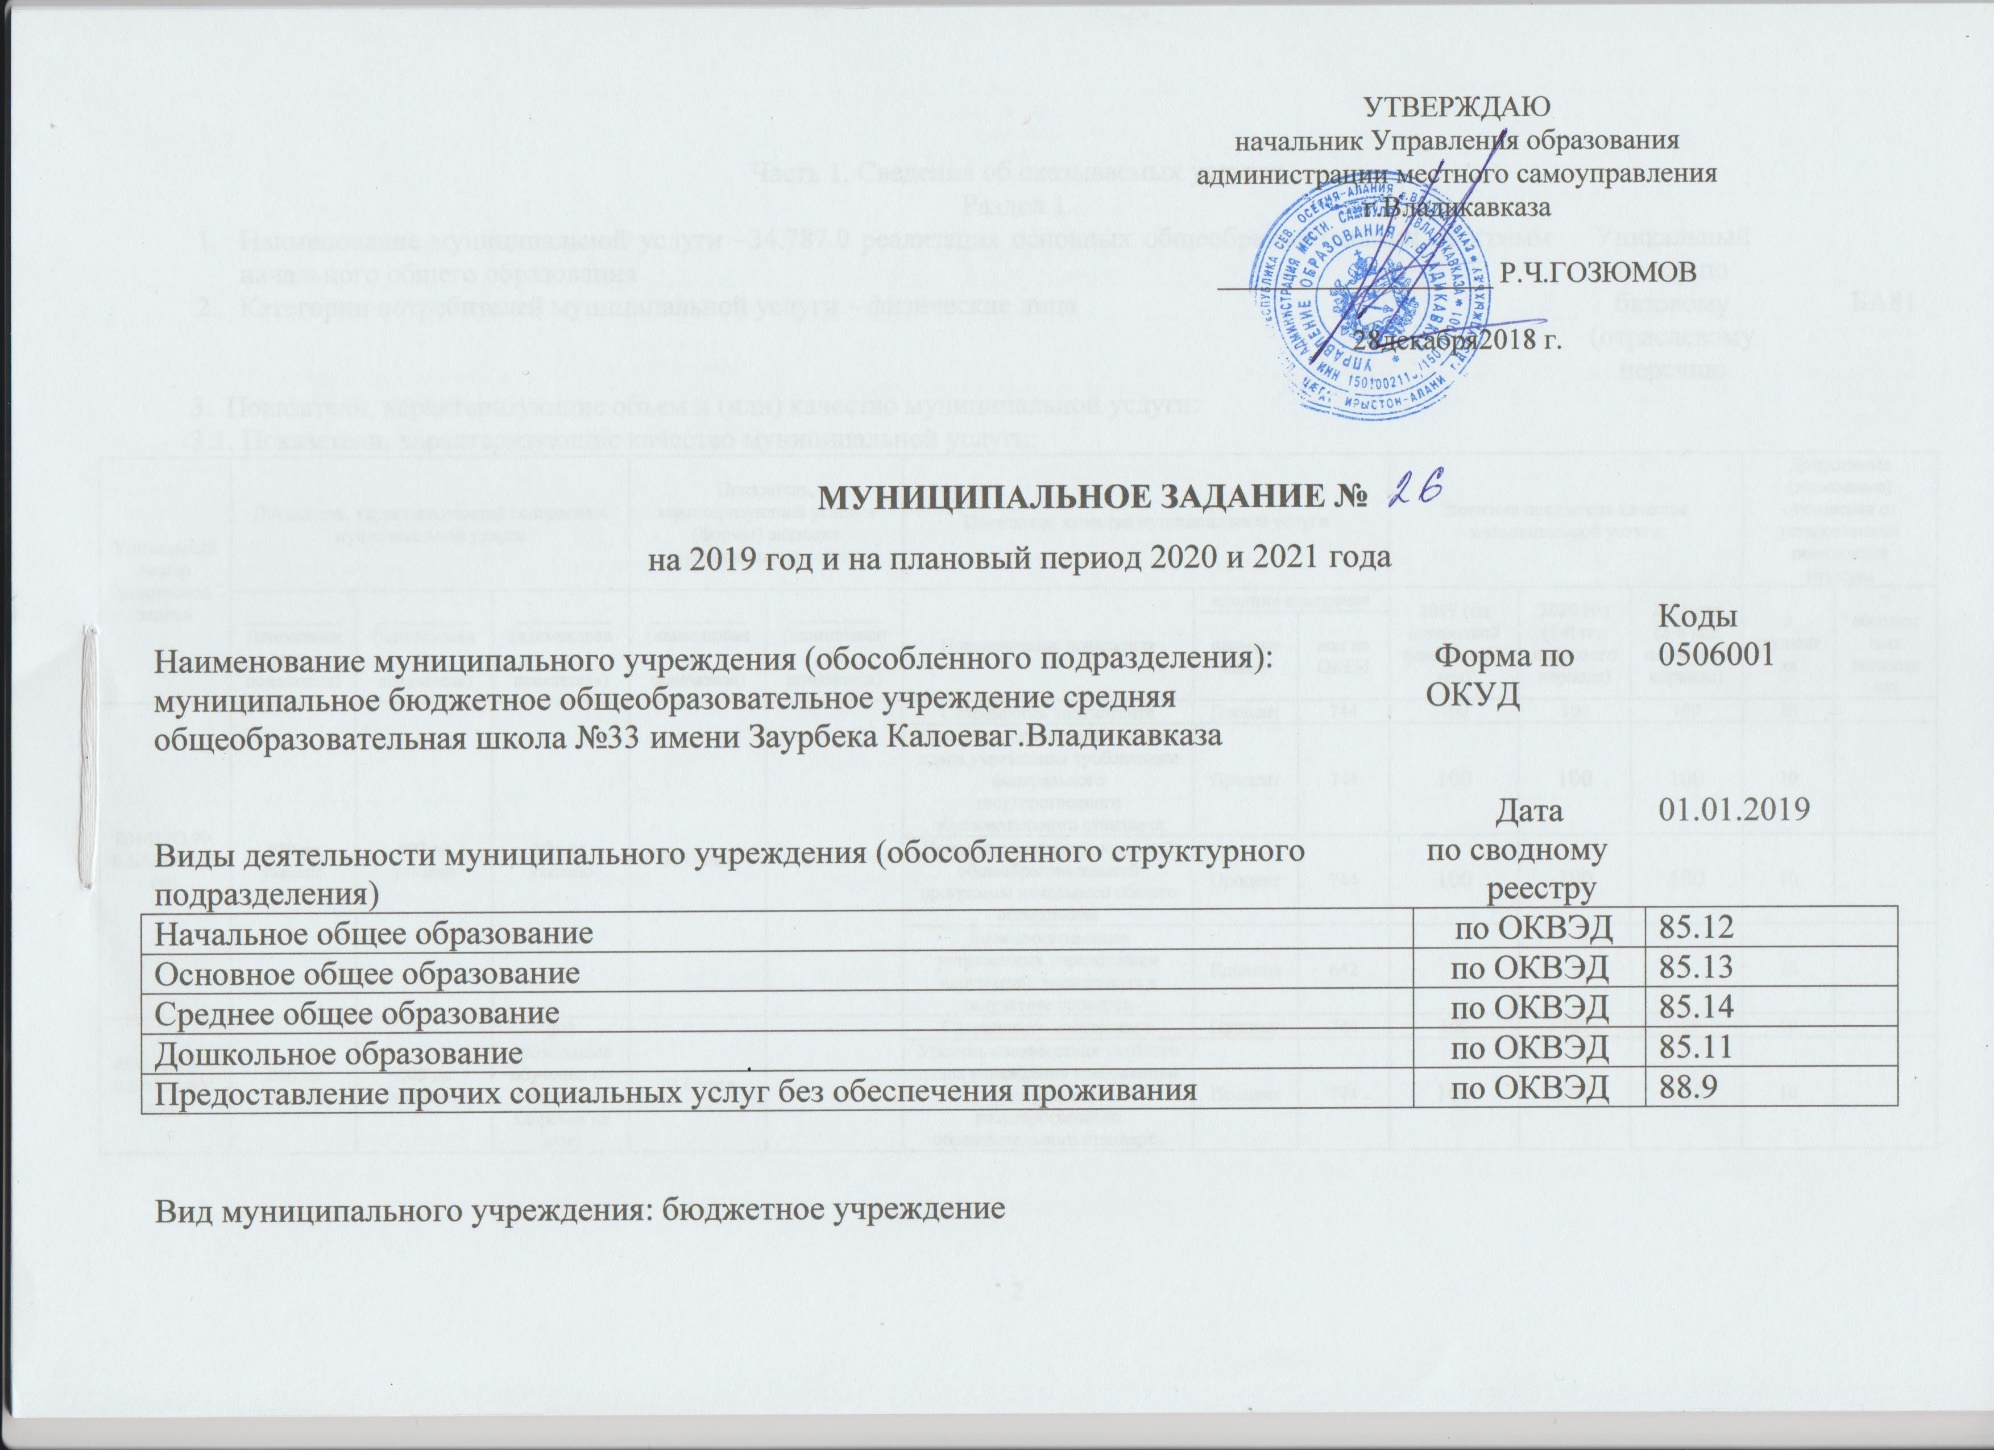 УТВЕРЖДАЮ
начальник Управления образования
администрации местного самоуправления
г.Владикавказа
Р.Ч.ГОЗЮМОВ
28декабря2018 г.
МУНИЦИПАЛЬНОЕ ЗАДАНИЕ № 26
на 2019 год и на плановый период 2020 и 2021 года
Коды
Наименование муниципального учреждения (обособленного подразделения): Форма по 0506001
муниципальное бюджетное общеобразовательное учреждение средняя ОКУД
общеобразовательная школа №33 имени Заурбека Калоеваг.Владикавказа
Дата 01.01.2019
Виды деятельности муниципального учреждения (обособленного структурного по сводному
подразделения) реестру
Начальное общее образование по ОКВЭД 85.12
Основное общее образование по ОКВЭД 85.13
Среднее общее образование по ОКВЭД 85.14
Дошкольное образование по ОКВЭД 85.11
Предоставление прочих социальных услуг без обеспечения проживания по ОКВЭД 88.9
Вид муниципального учреждения: бюджетное учреждение